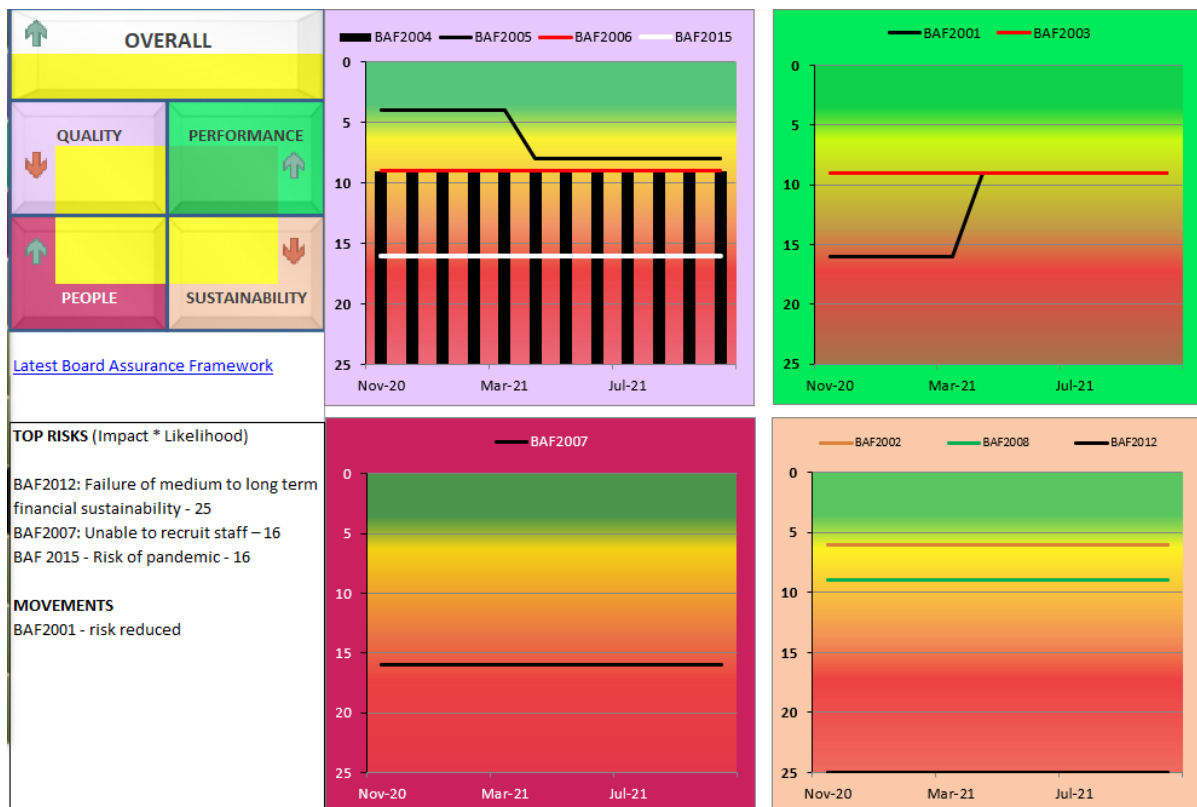 OVERALL
QUALITY
PERFORMANCE
PEOPLE
SUSTAINABILITY
Latest Board Assurance Framework
TOP RISKS (Impact * Likelihood)
BAF2012: Failure of medium to long term
financial sustainability - 25
BAF2007: Unable to recruit staff – 16
BAF 2015 - Risk of pandemic - 16
MOVEMENTS
BAF2001 - risk reduced
BAF2004 BAF2005 BAF2006 BAF2015
0
5
10
15
20
25
Nov-20 Mar-21 Jul-21
BAF2001 BAF2003
0
5
10
15
20
25
Nov-20 Mar-21 Jul-21
BAF2007
0
5
10
15
20
25
Nov-20 Mar-21 Jul-21
BAF2002 BAF2008 BAF2012
0
5
10
15
20
25
Nov-20 Mar-21 Jul-21